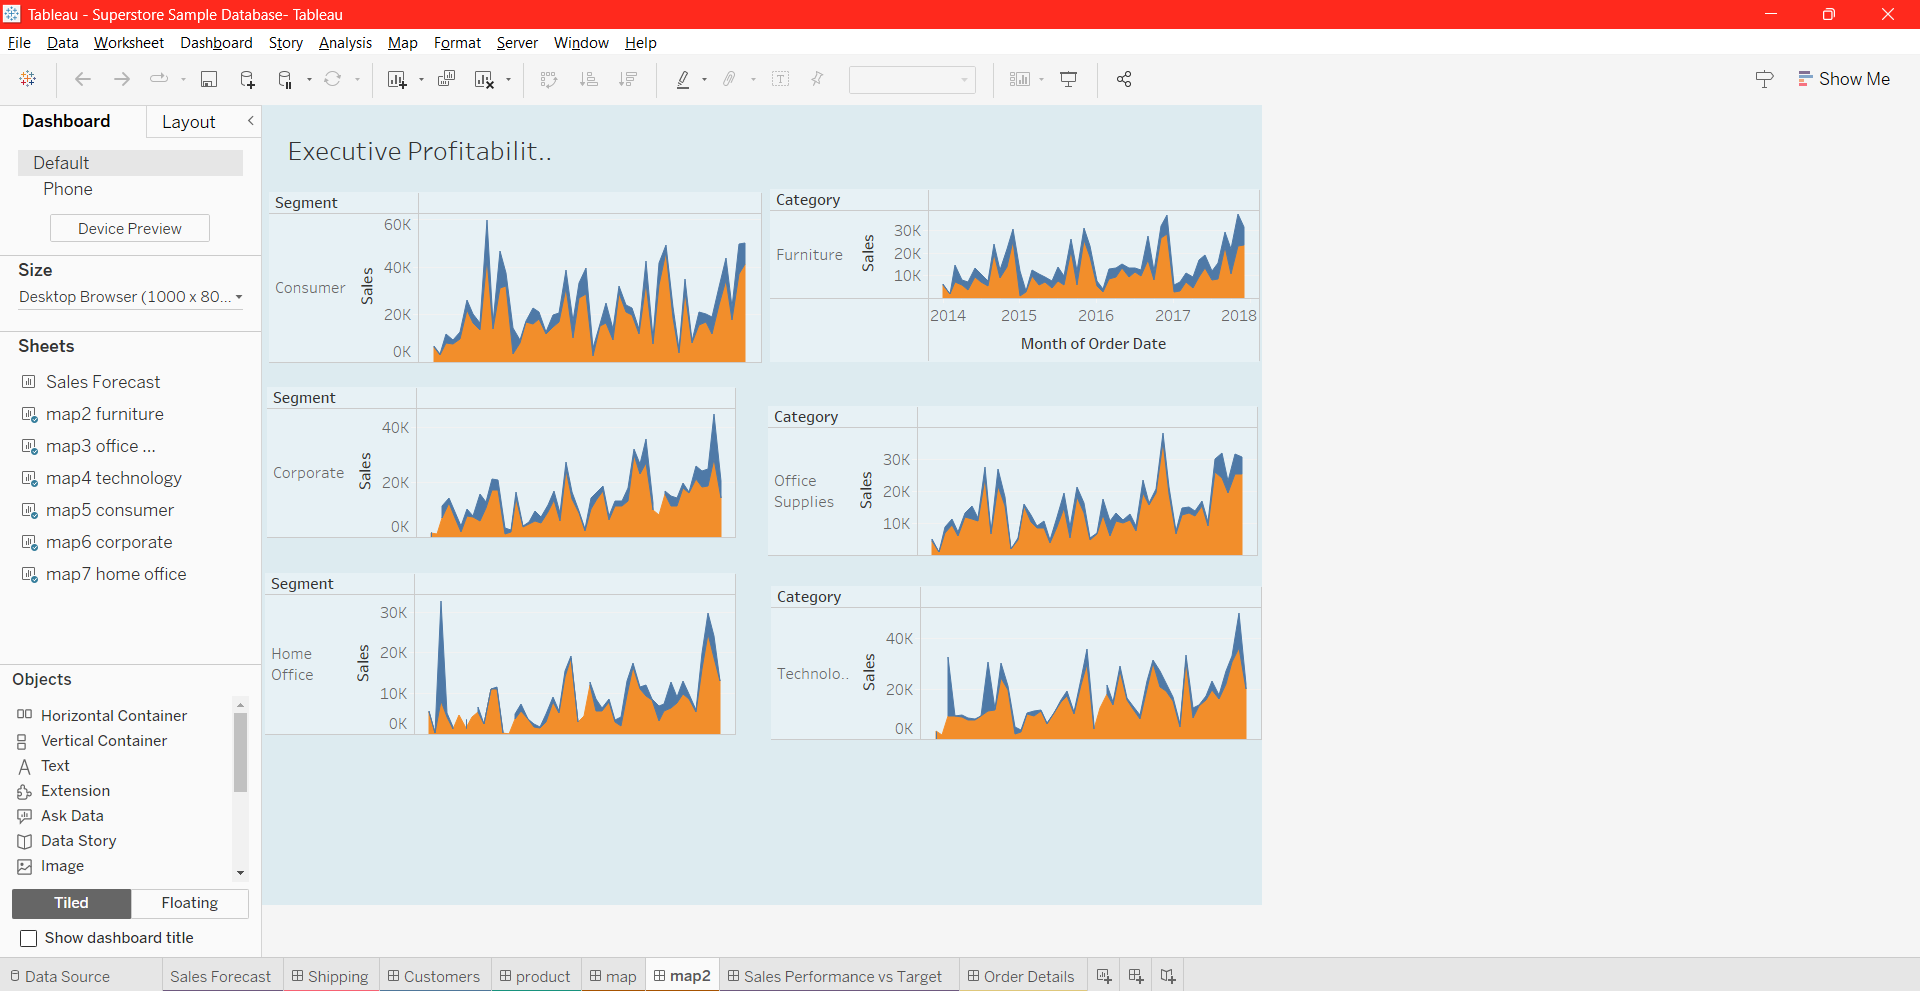 Tableau - Superstore Sample Database- Tableau
File Data Worksheet Dashboard Story Analysis Map Format Server Window Help
Show Me
Dashboard Layout
Default
Phone
Device Preview
Size
Desktop Browser (1000 x 80...
Sheets
Sales Forecast
map2 furniture
map3 office ...
map4 technology
map5 consumer
map6 corporate
map7 home office
Objects
Horizontal Container
Vertical Container
Text
Extension
Ask Data
Data Story
Image
Tiled Floating
Show dashboard title
Executive Profitabilit..
Segment
Consumer
Sales
60K
40K
20K
0K
Category
Furniture
Sales
30K
20K
10K
2014 2015 2016 2017 2018
Month of Order Date
Segment
Corporate
Sales
40K
20K
0K
Category
Office
Supplies
Sales
30K
20K
10K
Segment
Home
Office
Sales
30K
20K
10K
0K
Category
Technolo..
Sales
40K
20K
0K
Data Source Sales Forecast Shipping Customers product map map2 Sales Performance vs Target Order Details